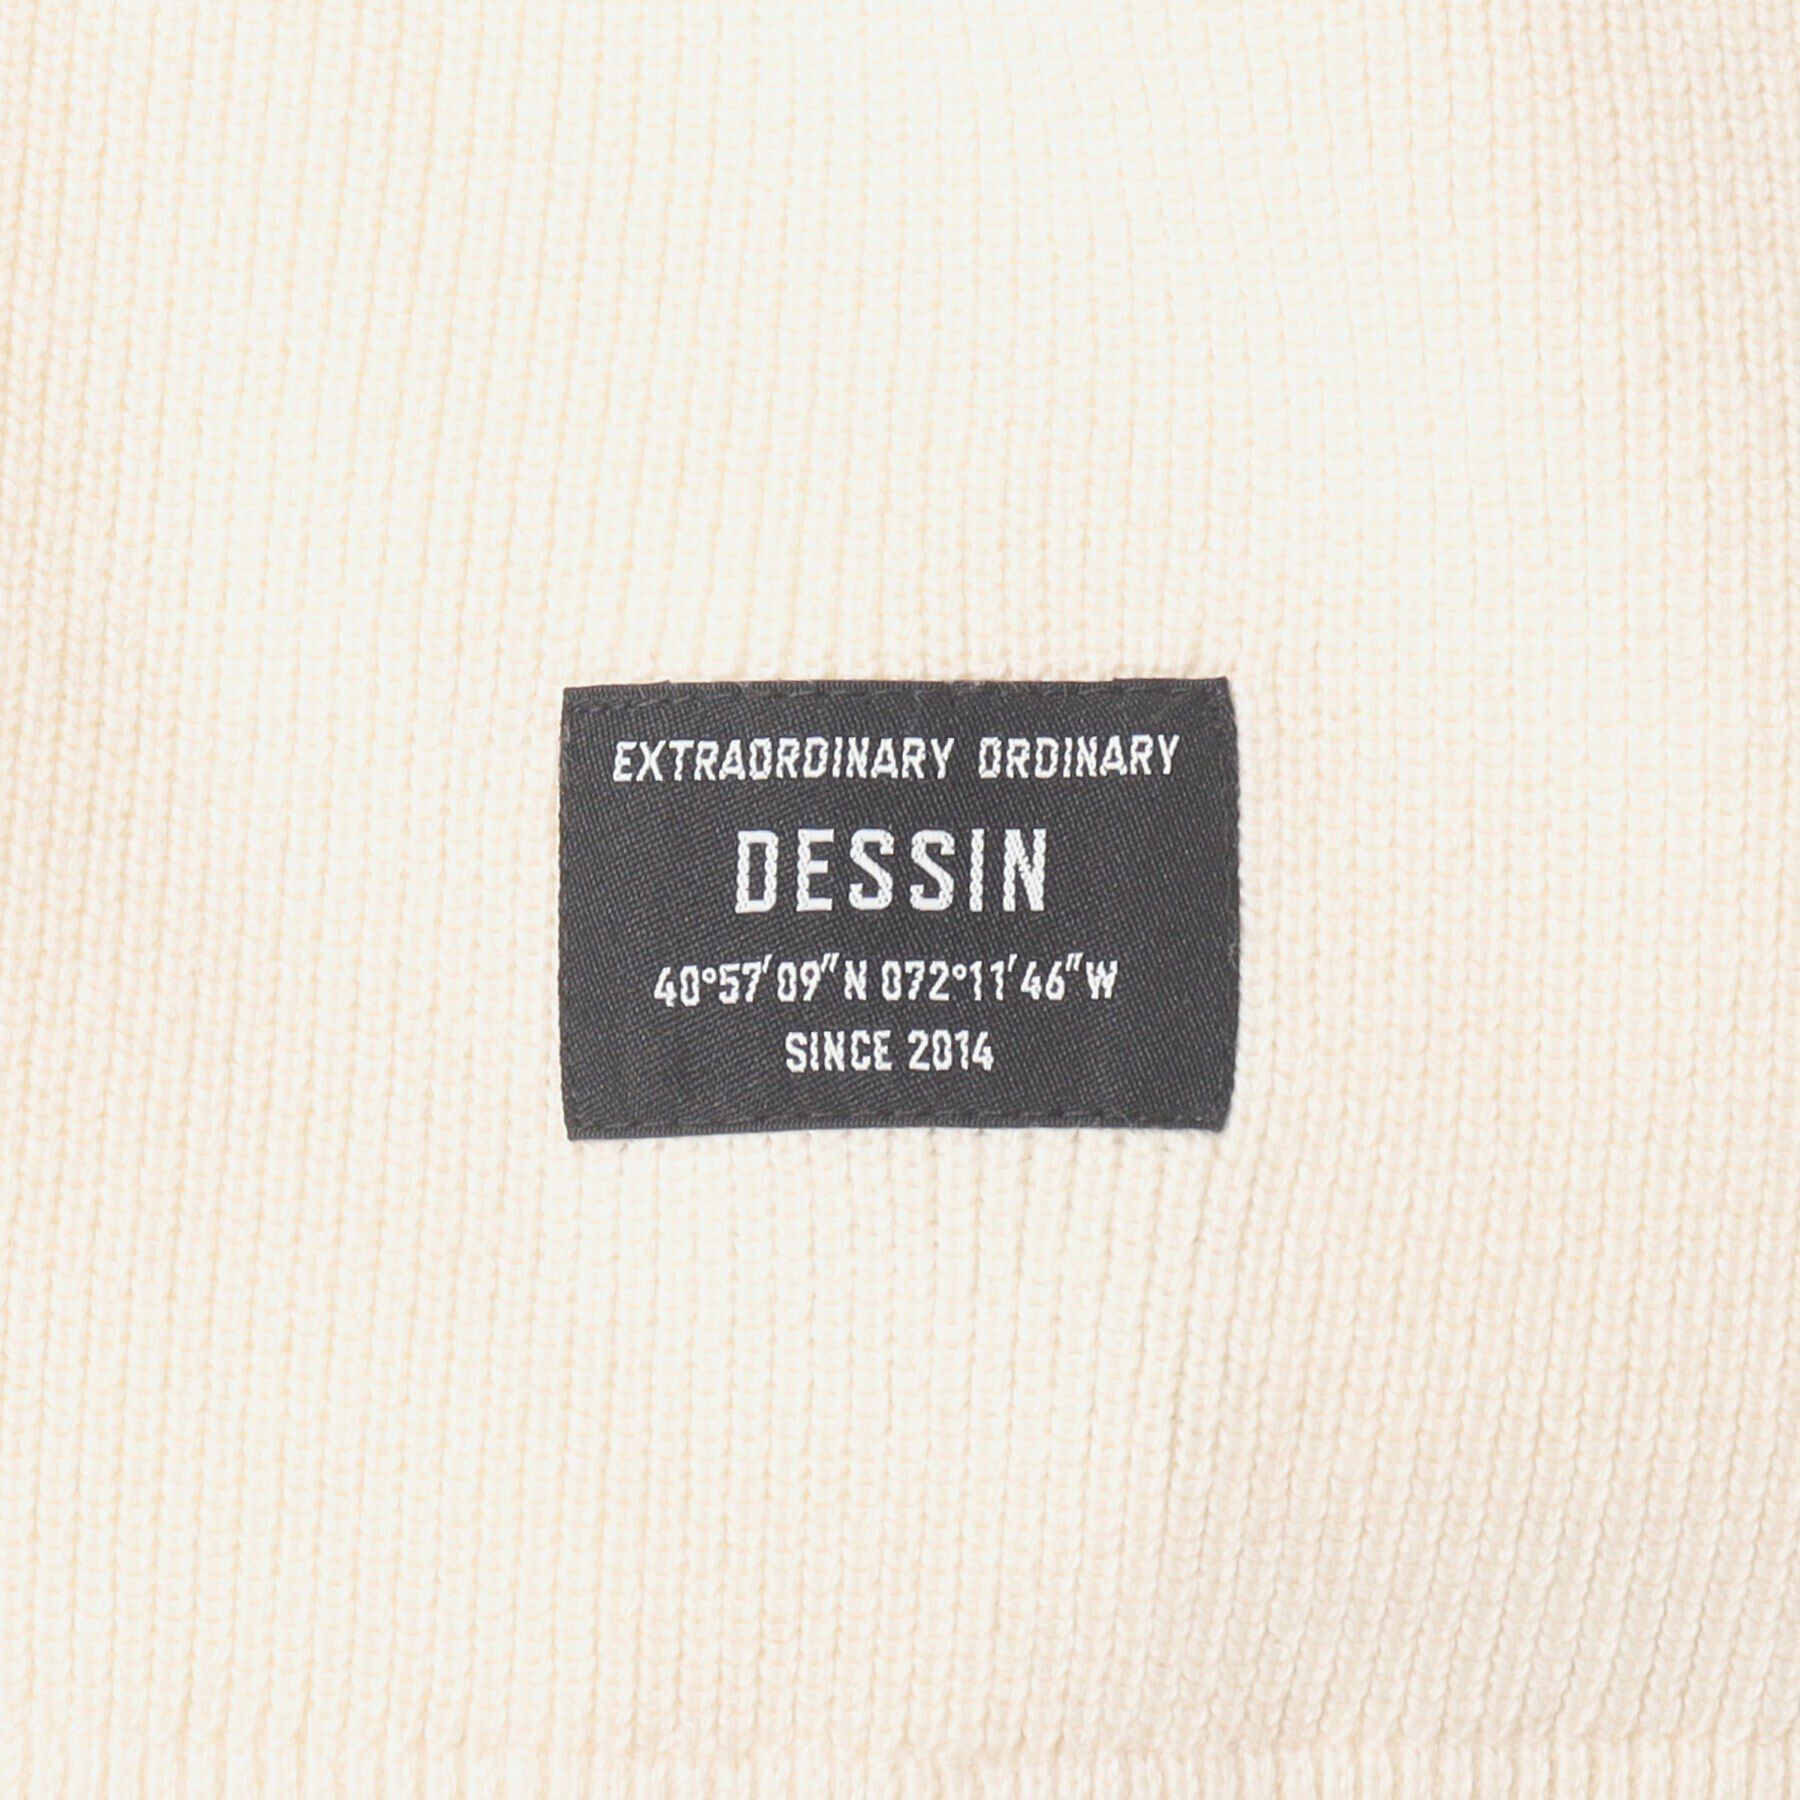 EXTRAORDINARY ORDINARY
DESSIN
40°57′09″N 072°11′46″W
SINCE 2014